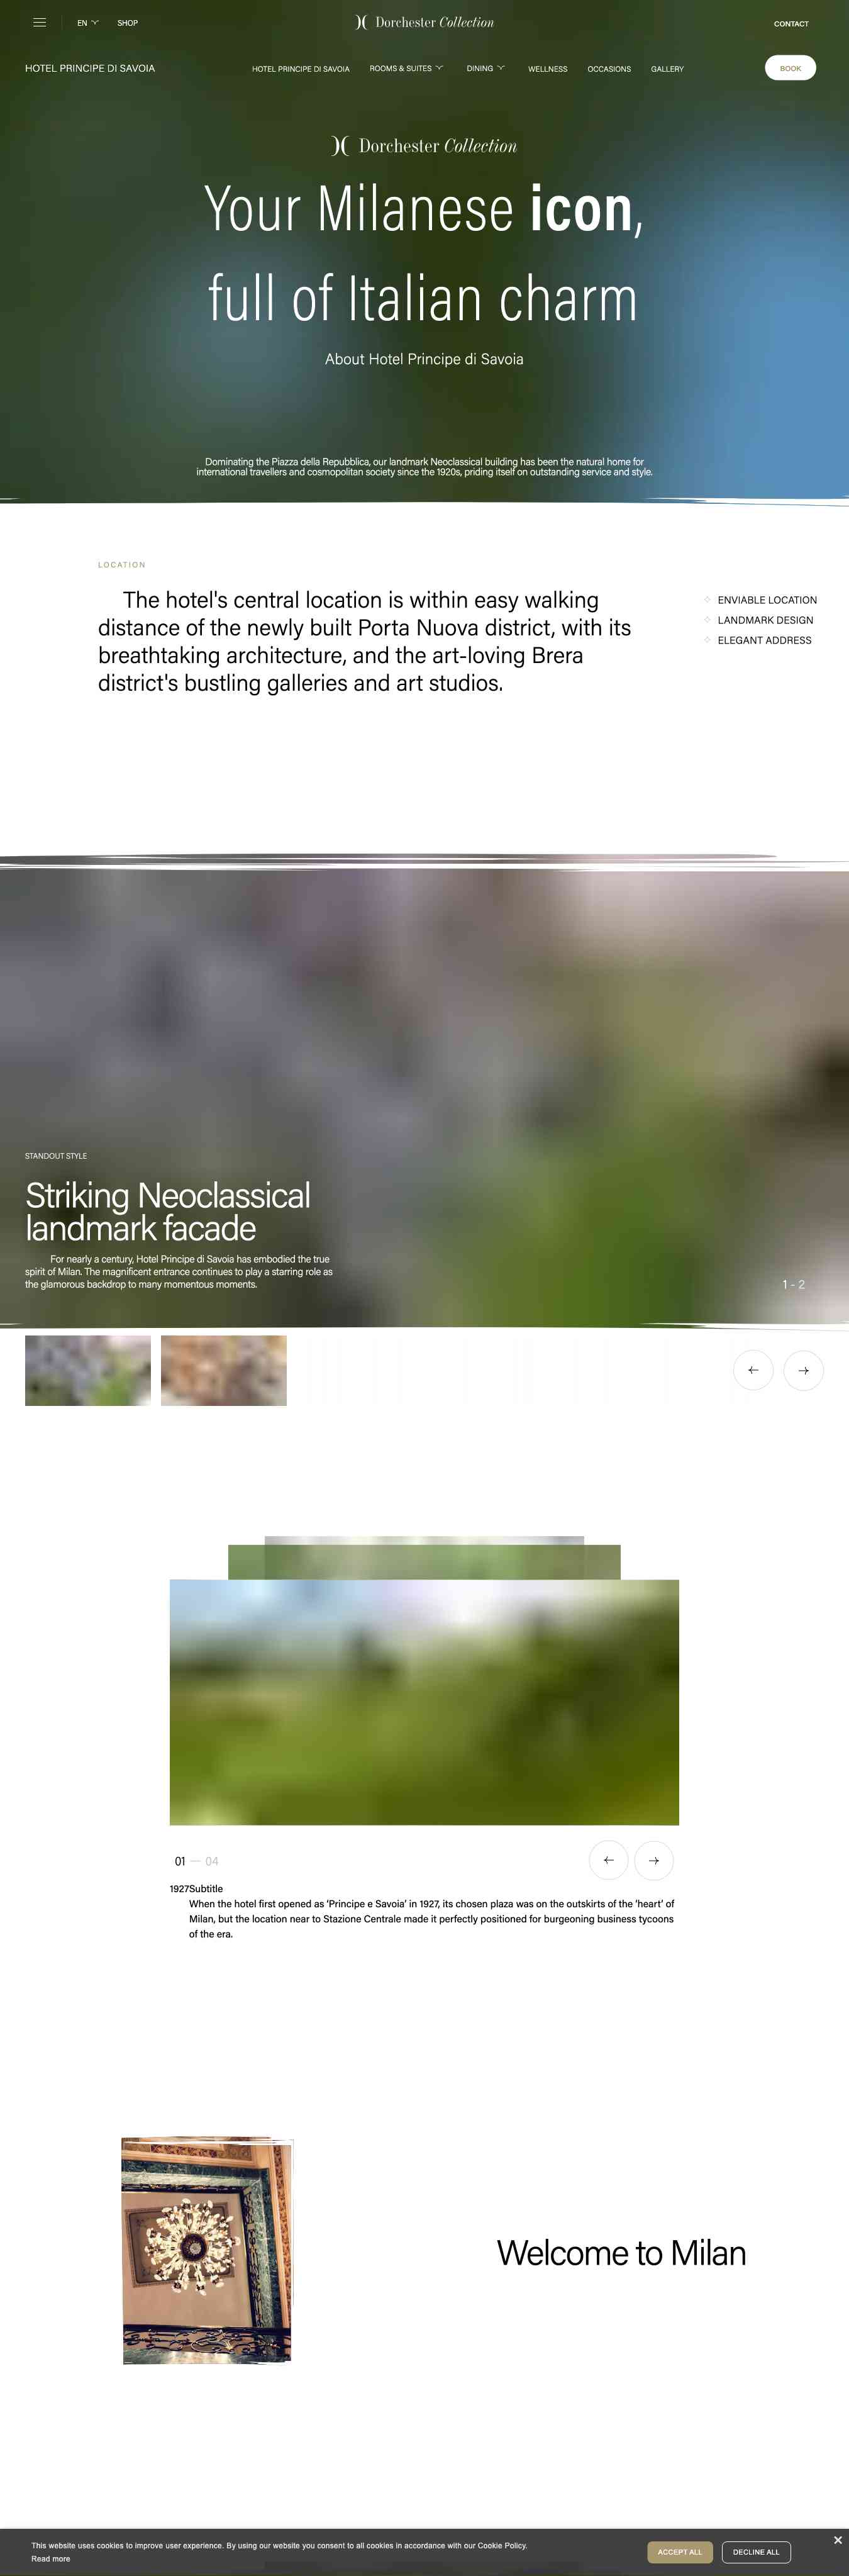 EN
SHOP
Dorchester Collection
CONTACT
HOTEL PRINCIPE DI SAVOIA
HOTEL PRINCIPE DI SAVOIA
ROOMS & SUITES
DINING
WELLNESS
OCCASIONS
GALLERY
BOOK
Dorchester Collection
Your Milanese icon,
full of Italian charm
About Hotel Principe di Savoia
Dominating the Piazza della Repubblica, our landmark Neoclassical building has been the natural home for
international travellers and cosmopolitan society since the 1920s, priding itself on outstanding service and style.
LOCATION
The hotel's central location is within easy walking
distance of the newly built Porta Nuova district, with its
breathtaking architecture, and the art-loving Brera
district's bustling galleries and art studios.
ENVIABLE LOCATION
LANDMARK DESIGN
ELEGANT ADDRESS
STANDOUT STYLE
Striking Neoclassical
landmark facade
For nearly a century, Hotel Principe di Savoia has embodied the true
spirit of Milan. The magnificent entrance continues to play a starring role as
the glamorous backdrop to many momentous moments.
1 - 2
01 — 04
1927Subtitle
When the hotel first opened as ‘Principe e Savoia’ in 1927, its chosen plaza was on the outskirts of the ‘heart’ of
Milan, but the location near to Stazione Centrale made it perfectly positioned for burgeoning business tycoons
of the era.
Welcome to Milan
This website uses cookies to improve user experience. By using our website you consent to all cookies in accordance with our Cookie Policy.
Read more
ACCEPT ALL
DECLINE ALL